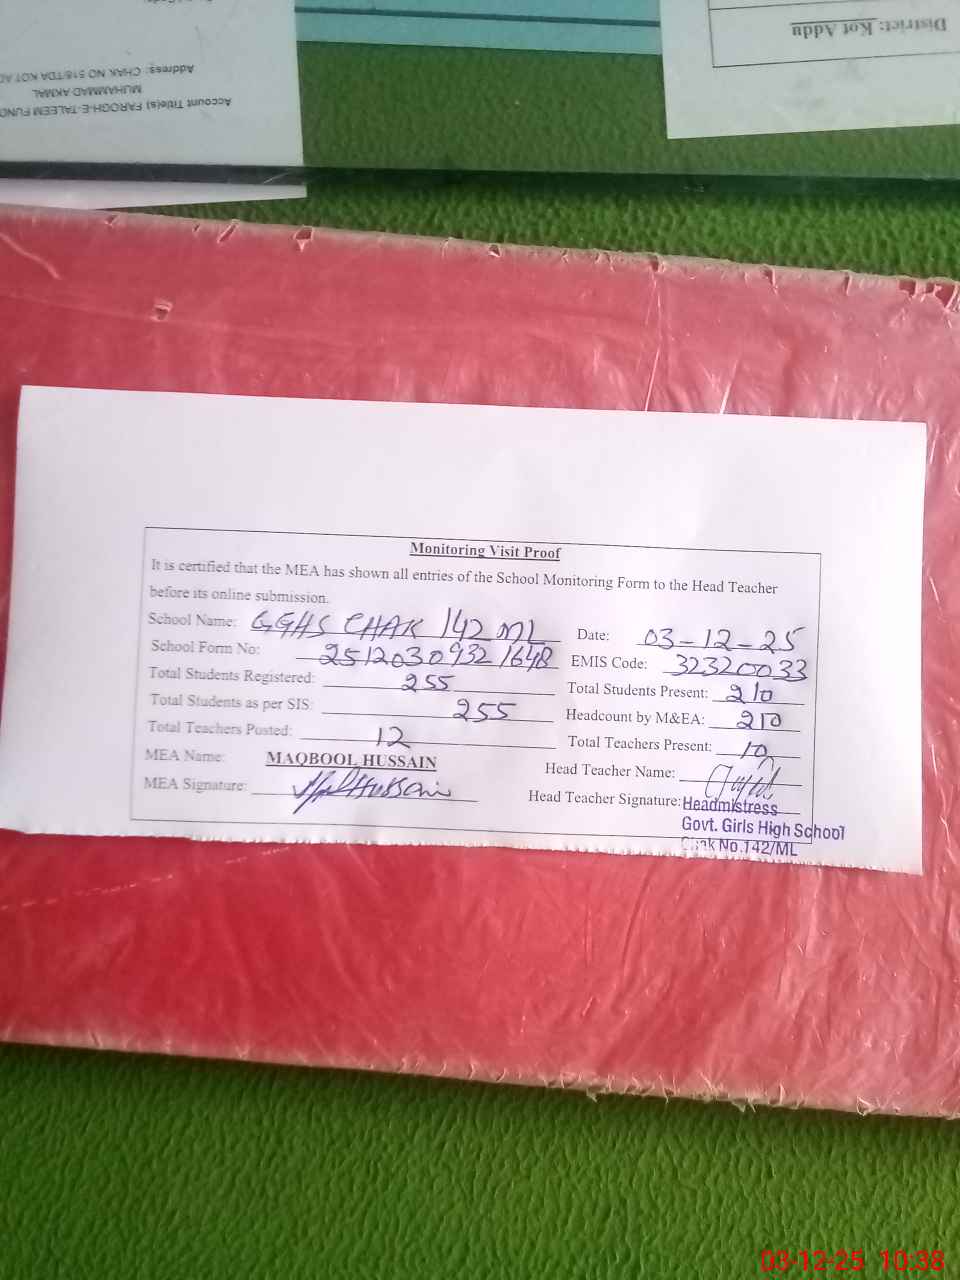 District: Kot Addu
Address: CHAK NO 518/TDA KOT AD
MUHAMMAD AKMAL
Account Title(s) FAROGH-E-TALEEM FUND
Monitoring Visit Proof
It is certified that the MEA has shown all entries of the School Monitoring Form to the Head Teacher
before its online submission.
School Name: GGHS CHAK 142 ML Date: 03-12-25
School Form No: 2512030932 1648 EMIS Code: 32320033
Total Students Registered: 255 Total Students Present: 210
Total Students as per SIS: 255 Headcount by M&EA: 210
Total Teachers Posted: 12 Total Teachers Present: 10
MEA Name: MAQBOOL HUSSAIN Head Teacher Name:
MEA Signature: Hussain Head Teacher Signature:
Headmistress
Govt. Girls High School
Chak No.142/ML
03-12-25 10:38